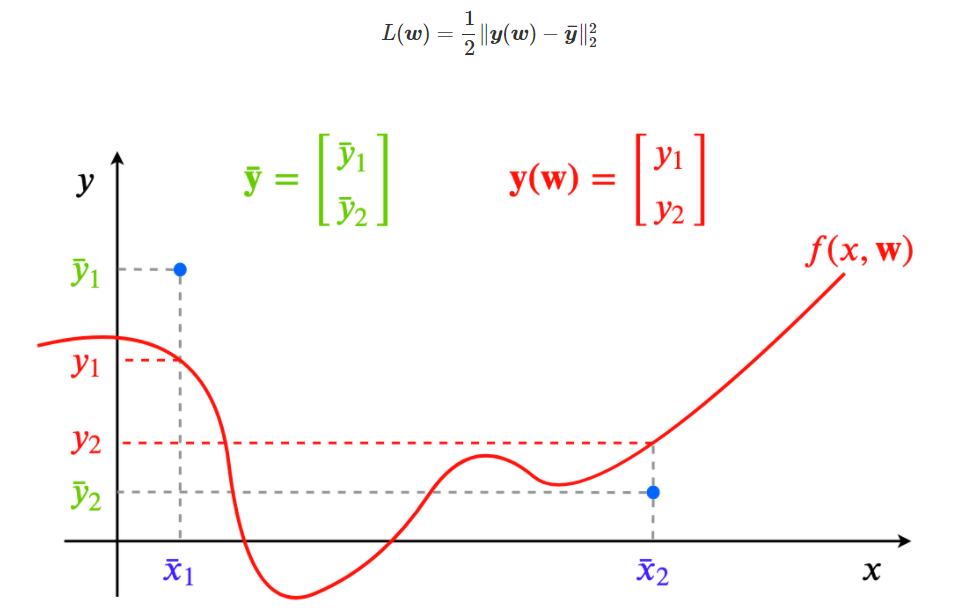 L(w) = 1/2 ‖y(w) − ȳ‖₂²
ȳ = [ȳ₁ ȳ₂]
y(w) = [y₁ y₂]
y
f(x, w)
ȳ₁
y₁
y₂
ȳ₂
x̄₁
x̄₂
x